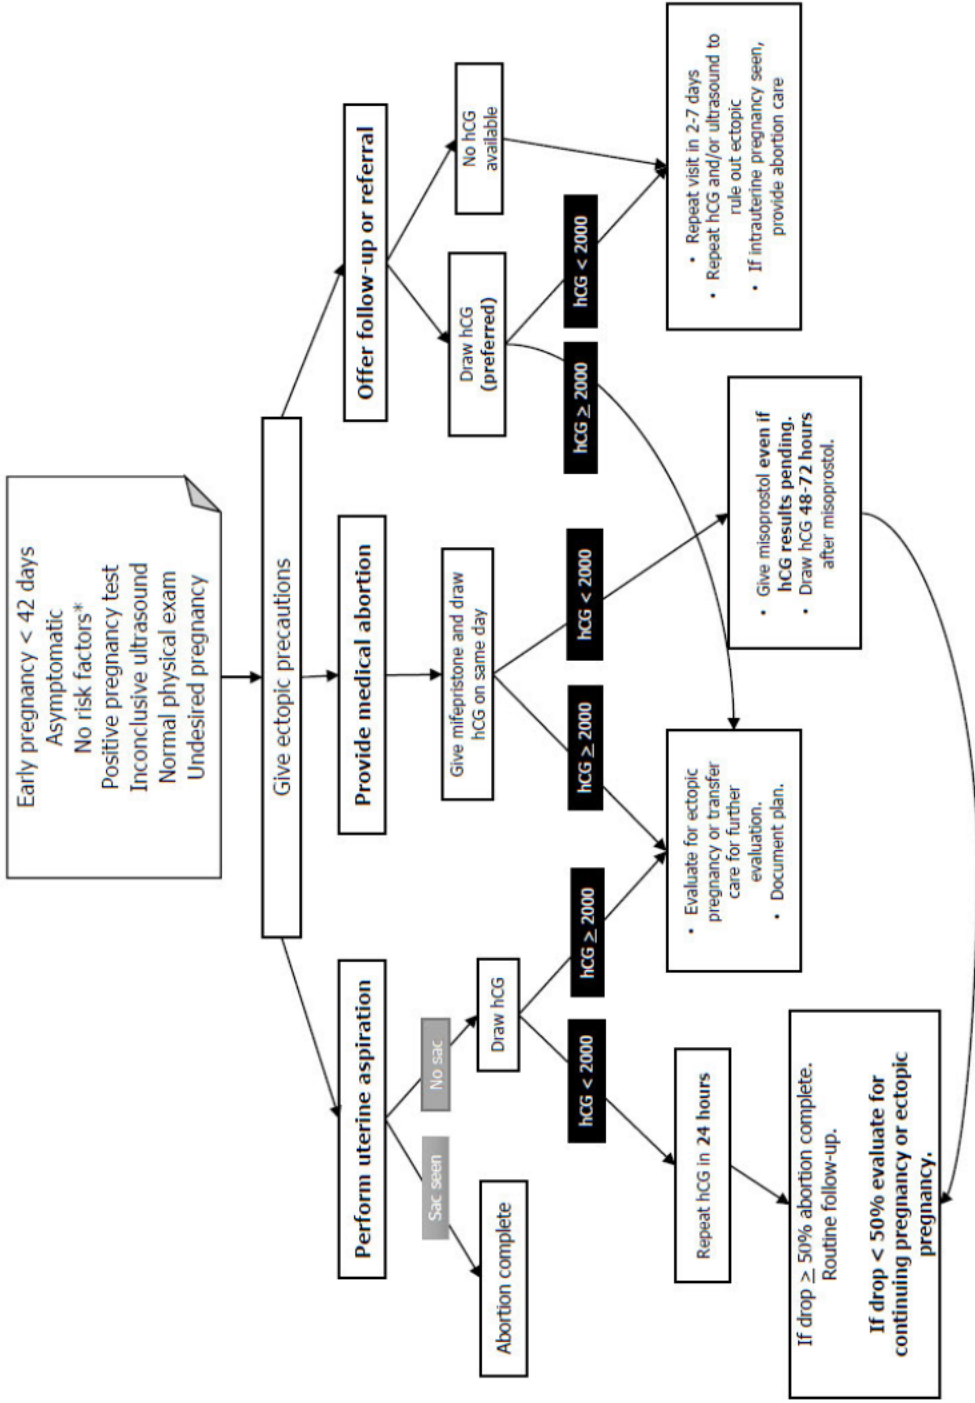 Early pregnancy < 42 days
Asymptomatic
No risk factors*
Positive pregnancy test
Inconclusive ultrasound
Normal physical exam
Undesired pregnancy
Give ectopic precautions
Perform uterine aspiration
Provide medical abortion
Offer follow-up or referral
Sac seen
No sac
Abortion complete
Draw hCG
Give mifepristone and draw
hCG on same day
Draw hCG
(preferred)
No hCG
available
hCG < 2000
hCG ≥ 2000
hCG ≥ 2000
hCG < 2000
hCG ≥ 2000
hCG < 2000
Repeat hCG in 24 hours
• Evaluate for ectopic
pregnancy or transfer
care for further
evaluation.
• Document plan.
• Give misoprostol even if
hCG results pending.
• Draw hCG 48-72 hours
after misoprostol.
• Repeat visit in 2-7 days
• Repeat hCG and/or ultrasound to
rule out ectopic
• If intrauterine pregnancy seen,
provide abortion care
If drop ≥ 50% abortion complete.
Routine follow-up.
If drop < 50% evaluate for
continuing pregnancy or ectopic
pregnancy.